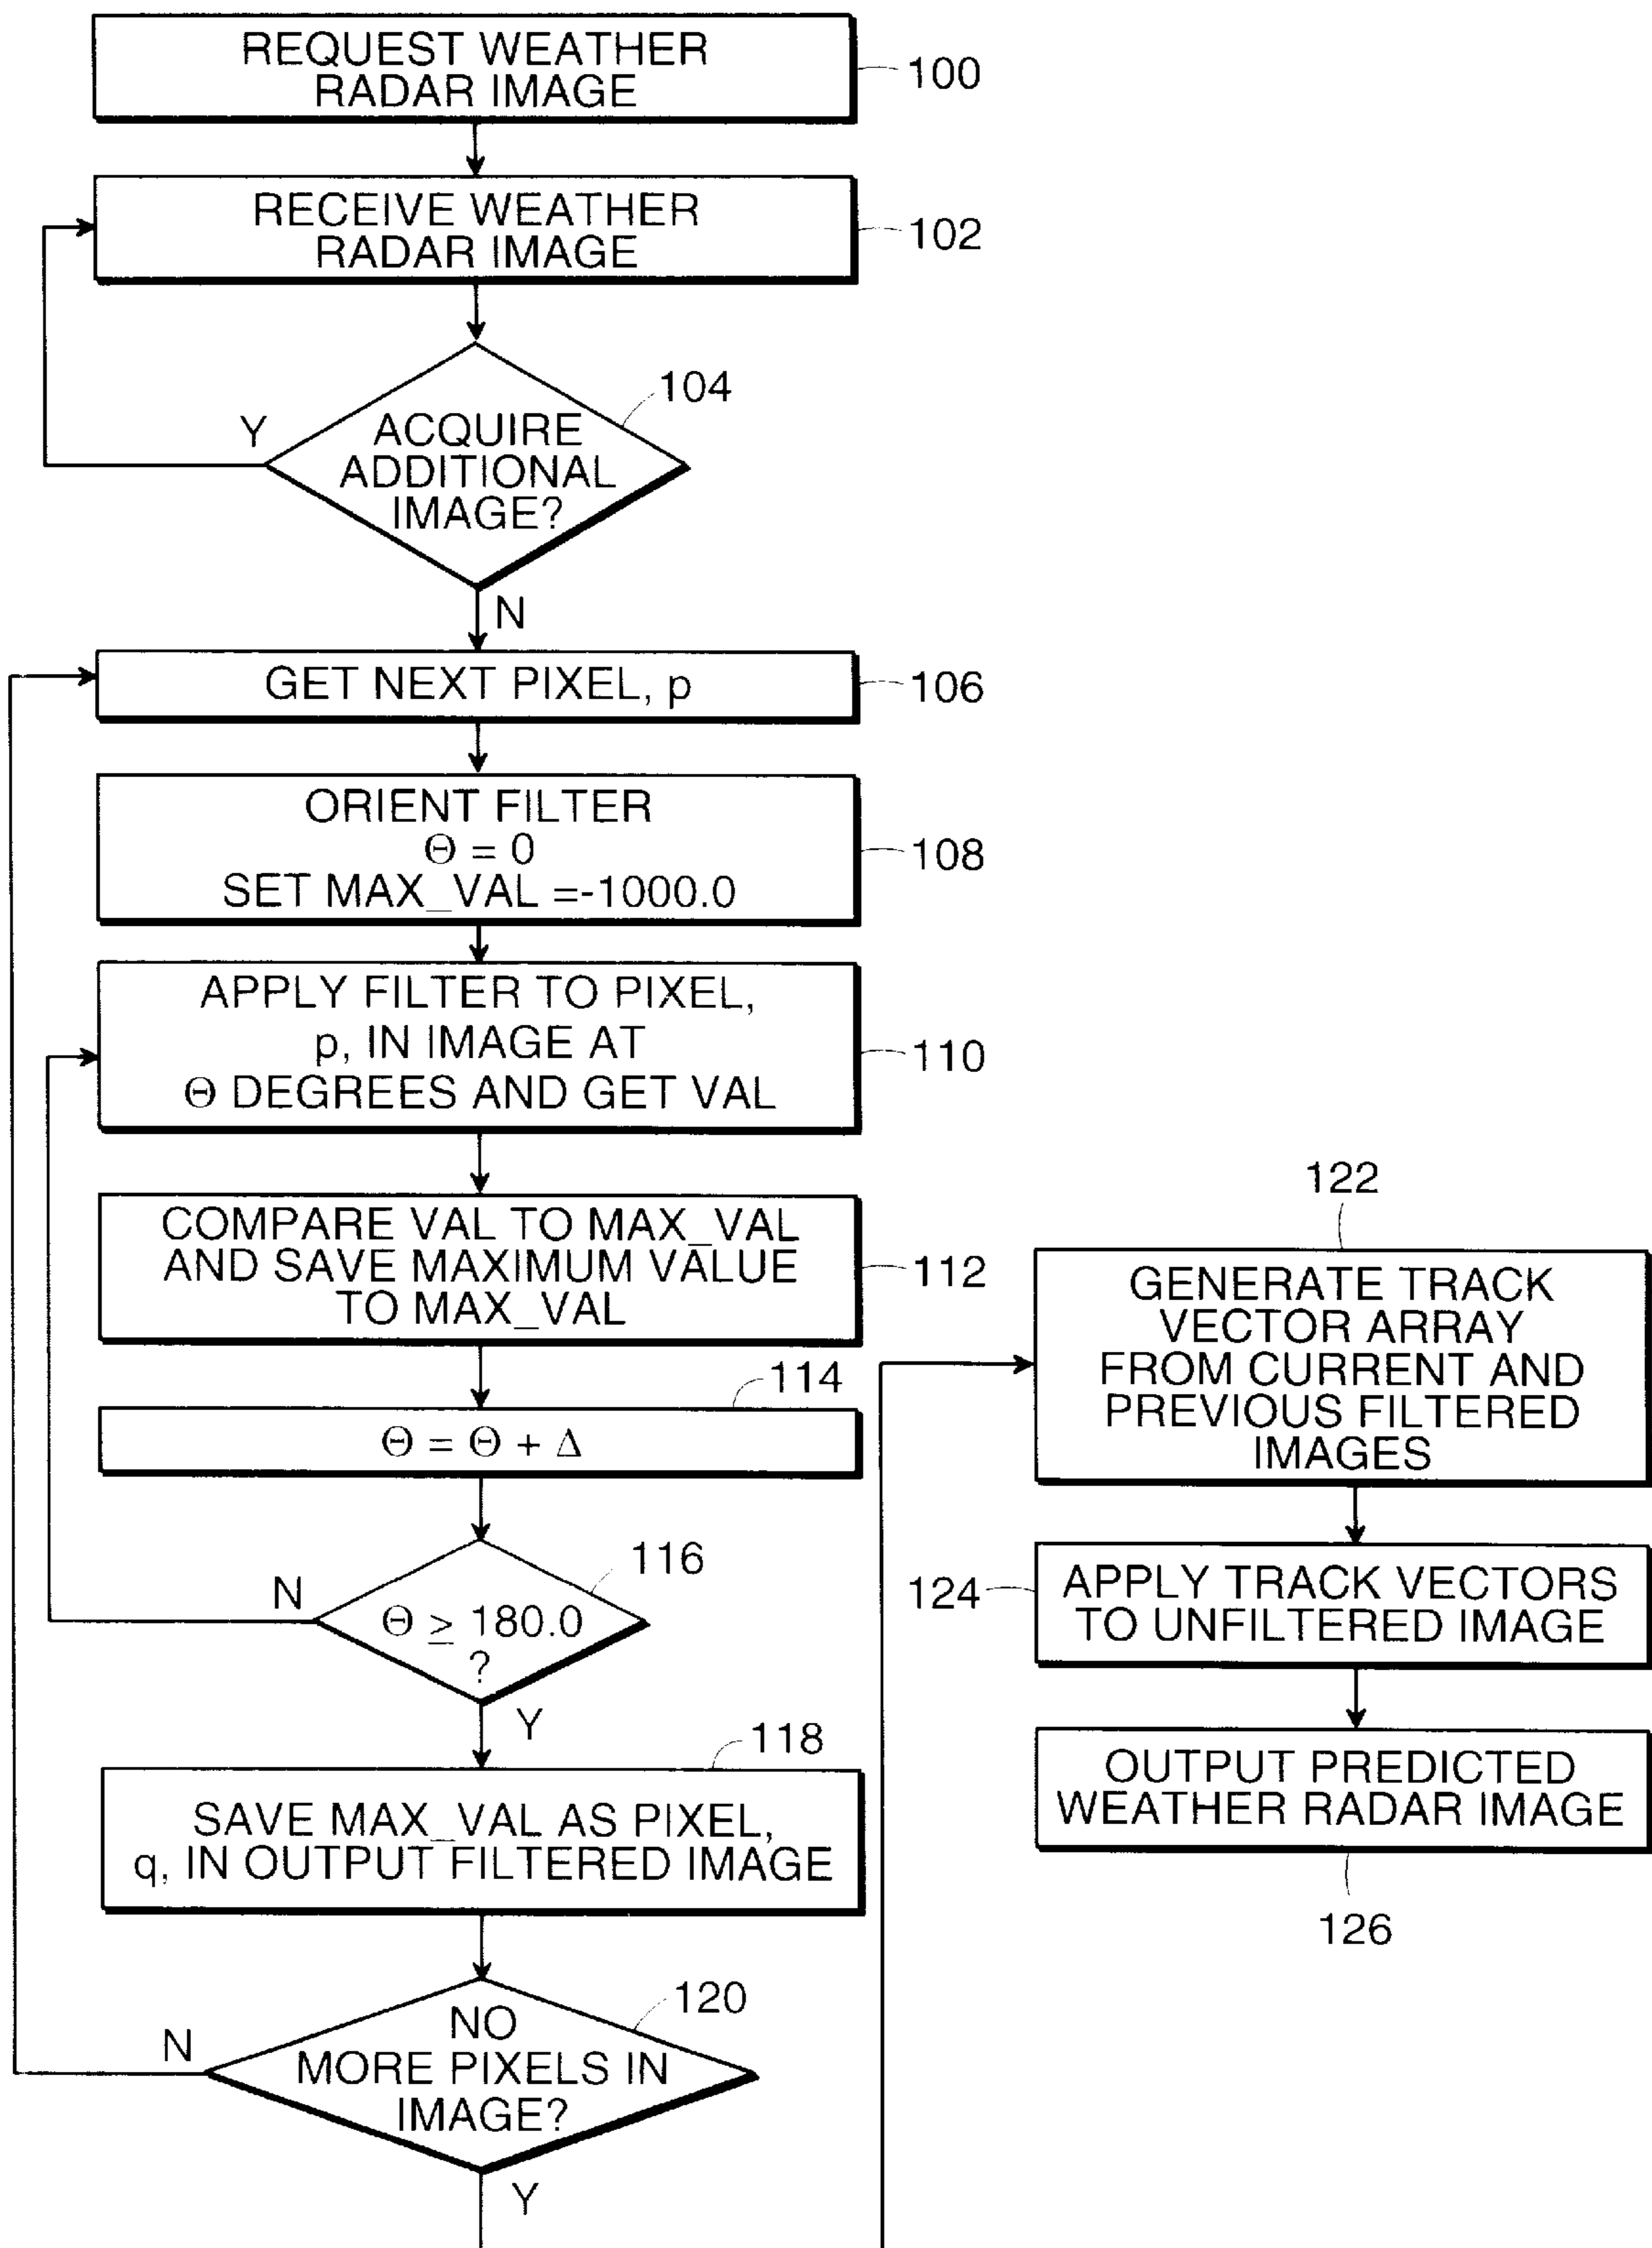 REQUEST WEATHER
RADAR IMAGE
100
RECEIVE WEATHER
RADAR IMAGE
102
104
ACQUIRE
ADDITIONAL
IMAGE?
Y
N
GET NEXT PIXEL, p
106
ORIENT FILTER
Θ = 0
SET MAX_VAL =-1000.0
108
APPLY FILTER TO PIXEL,
p, IN IMAGE AT
Θ DEGREES AND GET VAL
110
COMPARE VAL TO MAX_VAL
AND SAVE MAXIMUM VALUE
TO MAX_VAL
112
114
Θ = Θ + Δ
116
N
Θ ≥ 180.0
?
Y
118
SAVE MAX_VAL AS PIXEL,
q, IN OUTPUT FILTERED IMAGE
120
N
NO
MORE PIXELS IN
IMAGE?
Y
122
GENERATE TRACK
VECTOR ARRAY
FROM CURRENT AND
PREVIOUS FILTERED
IMAGES
124
APPLY TRACK VECTORS
TO UNFILTERED IMAGE
OUTPUT PREDICTED
WEATHER RADAR IMAGE
126